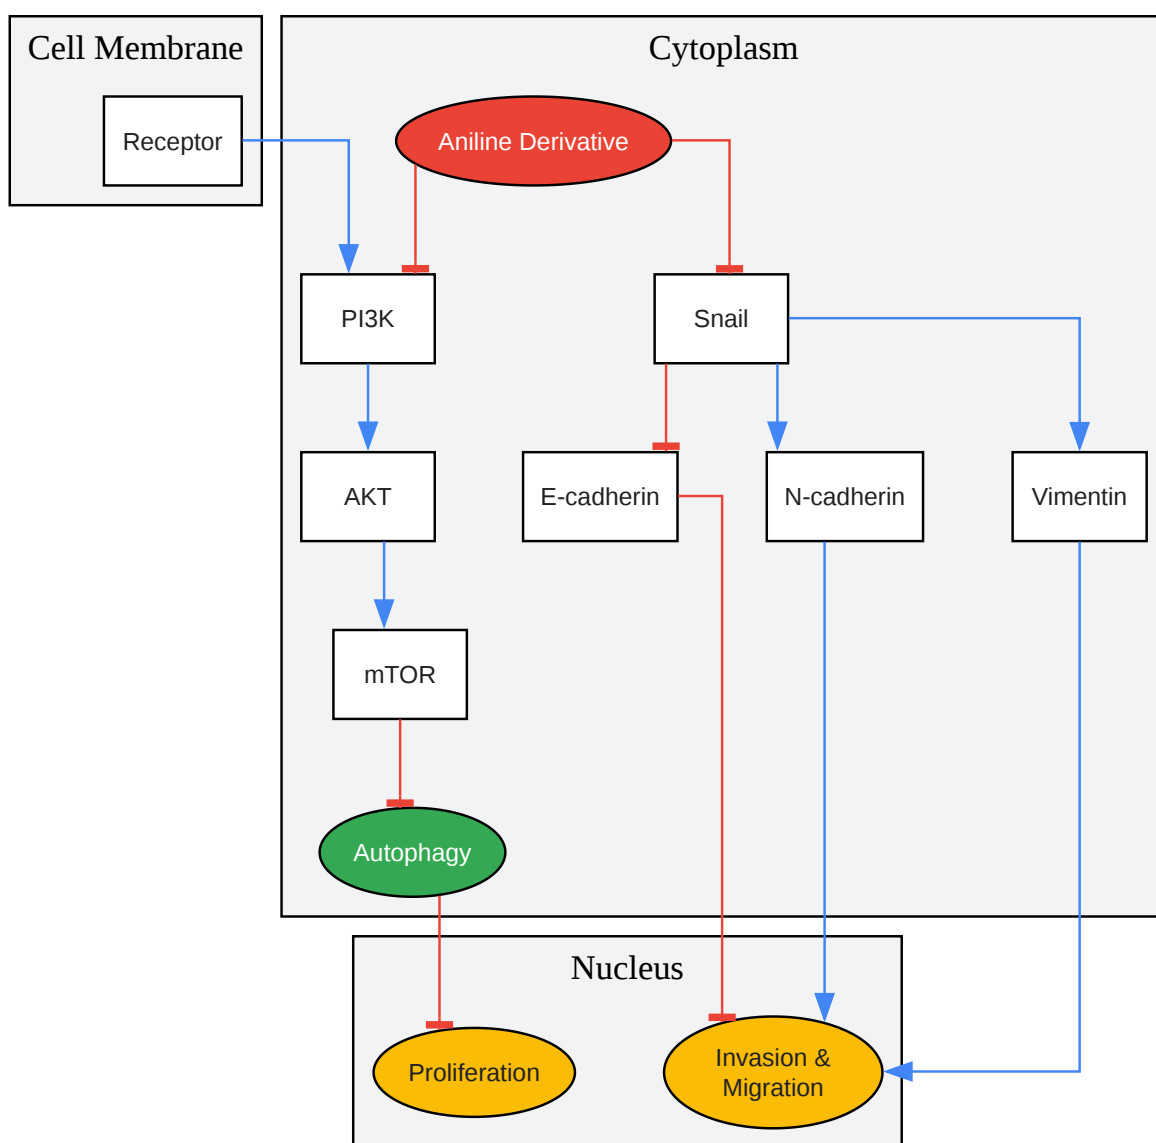 Cell Membrane
Cytoplasm
Receptor
Aniline Derivative
PI3K
Snail
AKT
E-cadherin
N-cadherin
Vimentin
mTOR
Autophagy
Nucleus
Proliferation
Invasion &
Migration